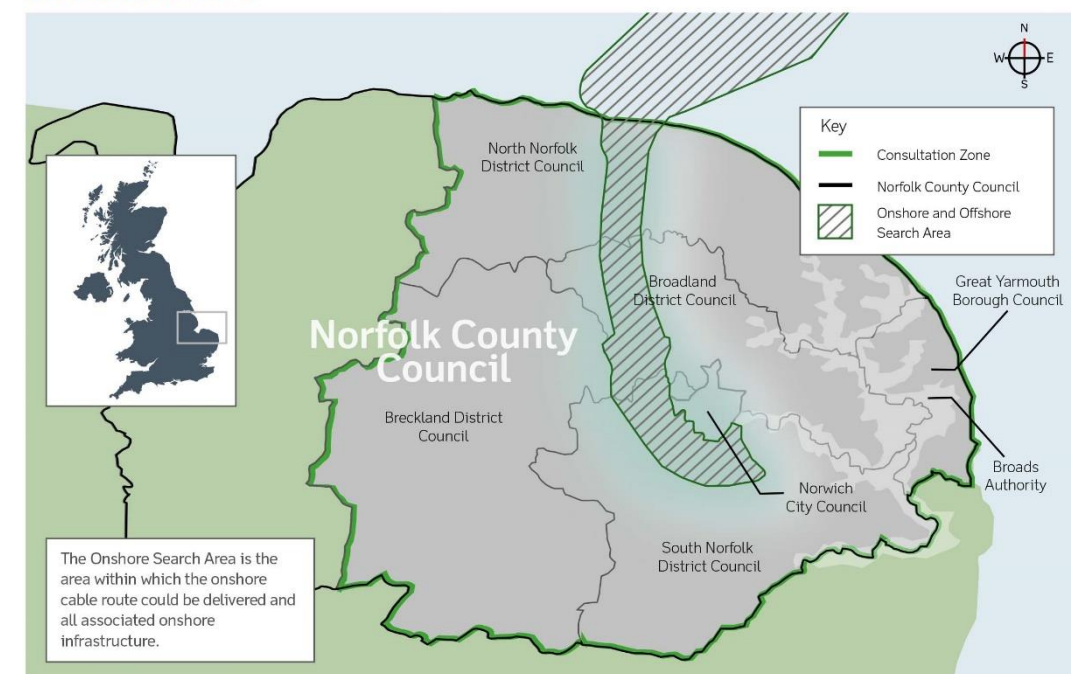 N
W
E
S
Key
Consultation Zone
Norfolk County Council
Onshore and Offshore
Search Area
North Norfolk
District Council
Broadland
District Council
Great Yarmouth
Borough Council
Norfolk County
Council
Breckland District
Council
Broads
Authority
Norwich
City Council
South Norfolk
District Council
The Onshore Search Area is the
area within which the onshore
cable route could be delivered and
all associated onshore
infrastructure.